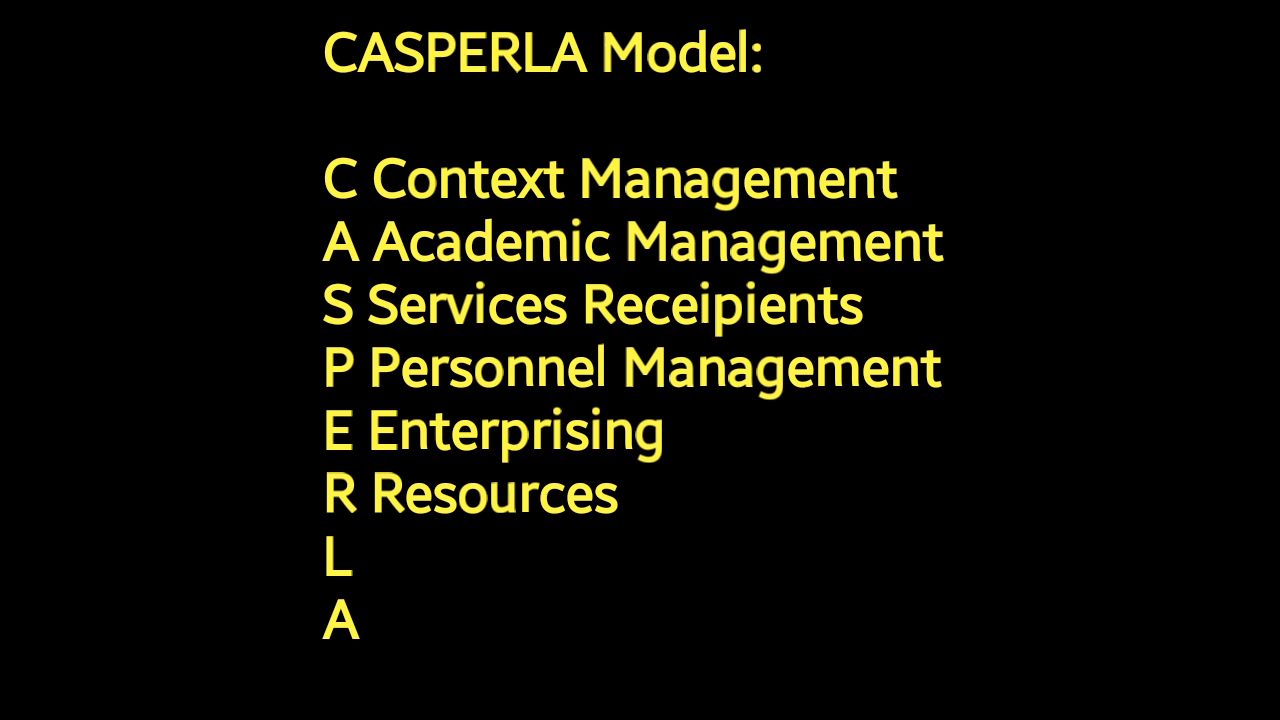 CASPERLA Model:
C Context Management
A Academic Management
S Services Receipients
P Personnel Management
E Enterprising
R Resources
L
A